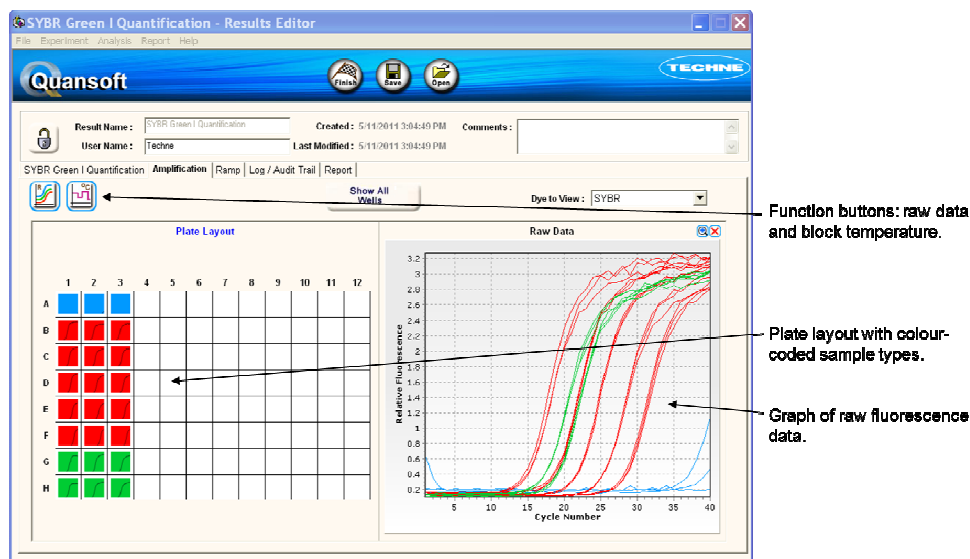 SYBR Green I Quantification - Results Editor
File Experiment Analysis Report Help
Quansoft
Finish Save Open
TECHNE
Result Name : SYBR Green I Quantification Created : 5/11/2011 3:04:49 PM Comments :
User Name : Techne Last Modified : 5/11/2011 3:04:49 PM
SYBR Green I Quantification Amplification Ramp Log / Audit Trail Report
R °C
Show All
Wells
Dye to View : SYBR
Plate Layout
1 2 3 4 5 6 7 8 9 10 11 12
A
B
C
D
E
F
G
H
Raw Data
3.2
3
2.8
2.6
2.4
2.2
2
1.8
1.6
1.4
1.2
1
0.8
0.6
0.4
0.2
Relative Fluorescence
5 10 15 20 25 30 35 40
Cycle Number
Function buttons: raw data
and block temperature.
Plate layout with colour-
coded sample types.
Graph of raw fluorescence
data.